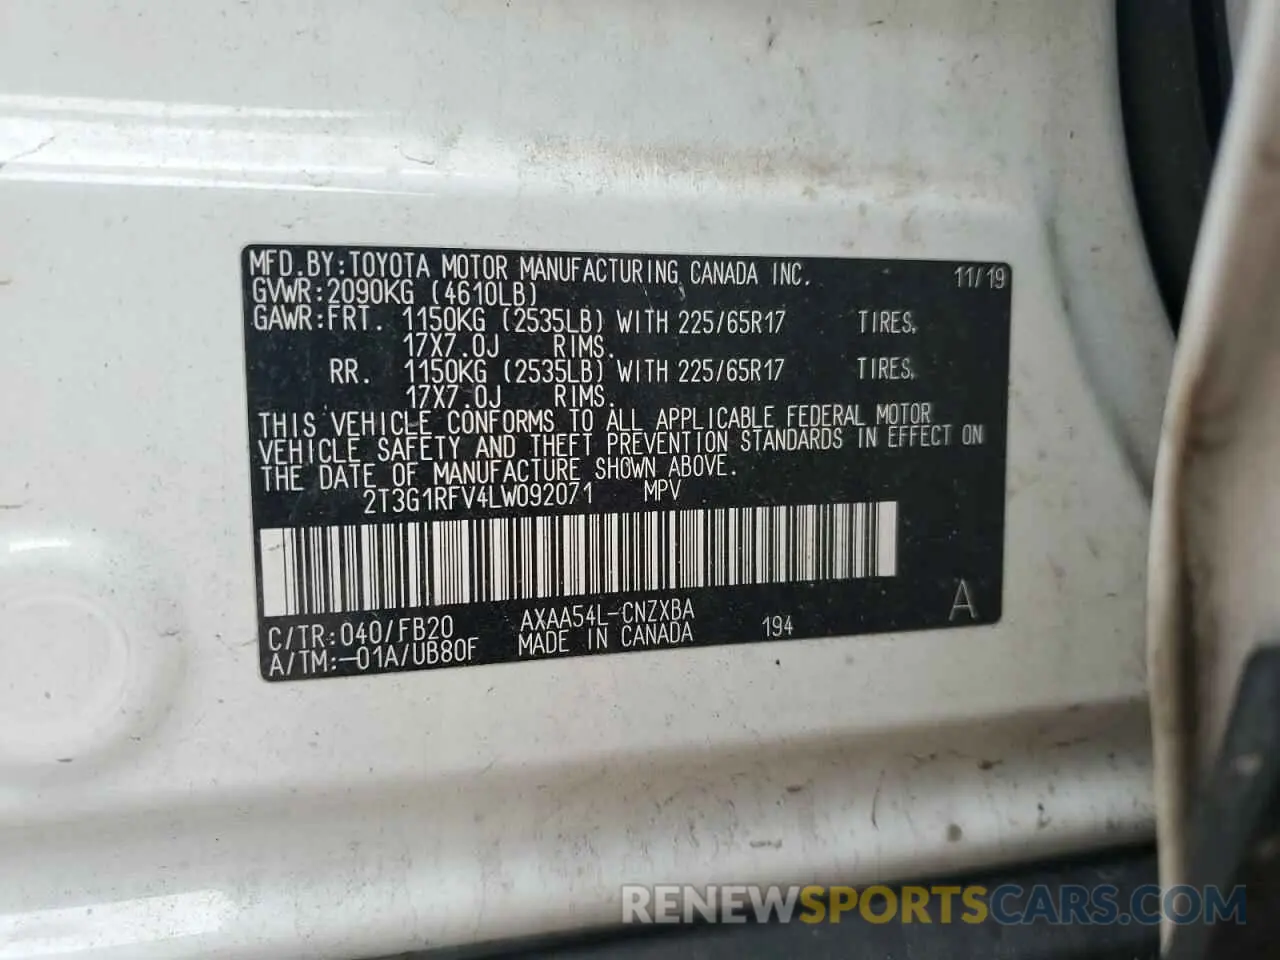 MFD.BY:TOYOTA MOTOR MANUFACTURING CANADA INC. 11/19
GVWR:2090KG (4610LB)
GAWR:FRT. 1150KG (2535LB) WITH 225/65R17 TIRES,
17X7.0J RIMS.
RR. 1150KG (2535LB) WITH 225/65R17 TIRES,
17X7.0J RIMS.
THIS VEHICLE CONFORMS TO ALL APPLICABLE FEDERAL MOTOR
VEHICLE SAFETY AND THEFT PREVENTION STANDARDS IN EFFECT ON
THE DATE OF MANUFACTURE SHOWN ABOVE.
2T3G1RFV4LW092071 MPV
C/TR:040/FB20 AXAA54L-CNZXBA A
A/TM:-01A/UB80F MADE IN CANADA 194
RENEWSPORTSCARS.COM